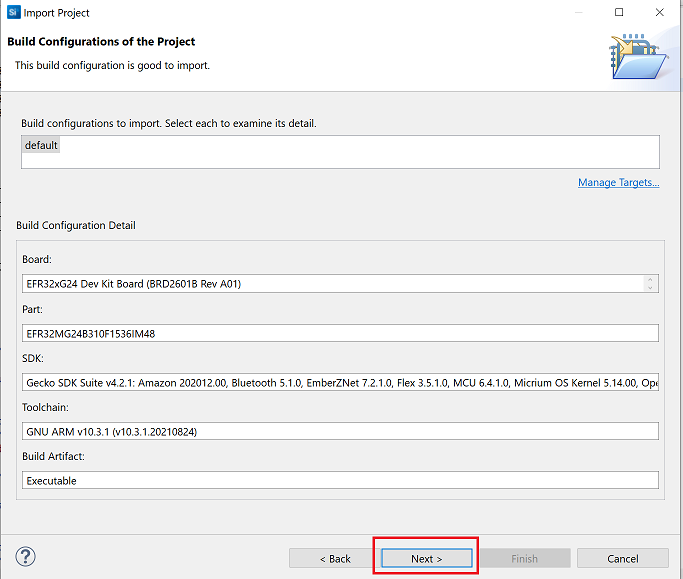 Si Import Project
Build Configurations of the Project
This build configuration is good to import.
Build configurations to import. Select each to examine its detail.
default
Manage Targets...
Build Configuration Detail
Board:
EFR32xG24 Dev Kit Board (BRD2601B Rev A01)
Part:
EFR32MG24B310F1536IM48
SDK:
Gecko SDK Suite v4.2.1: Amazon 202012.00, Bluetooth 5.1.0, EmberZNet 7.2.1.0, Flex 3.5.1.0, MCU 6.4.1.0, Micrium OS Kernel 5.14.00, Ope
Toolchain:
GNU ARM v10.3.1 (v10.3.1.20210824)
Build Artifact:
Executable
? < Back Next > Finish Cancel